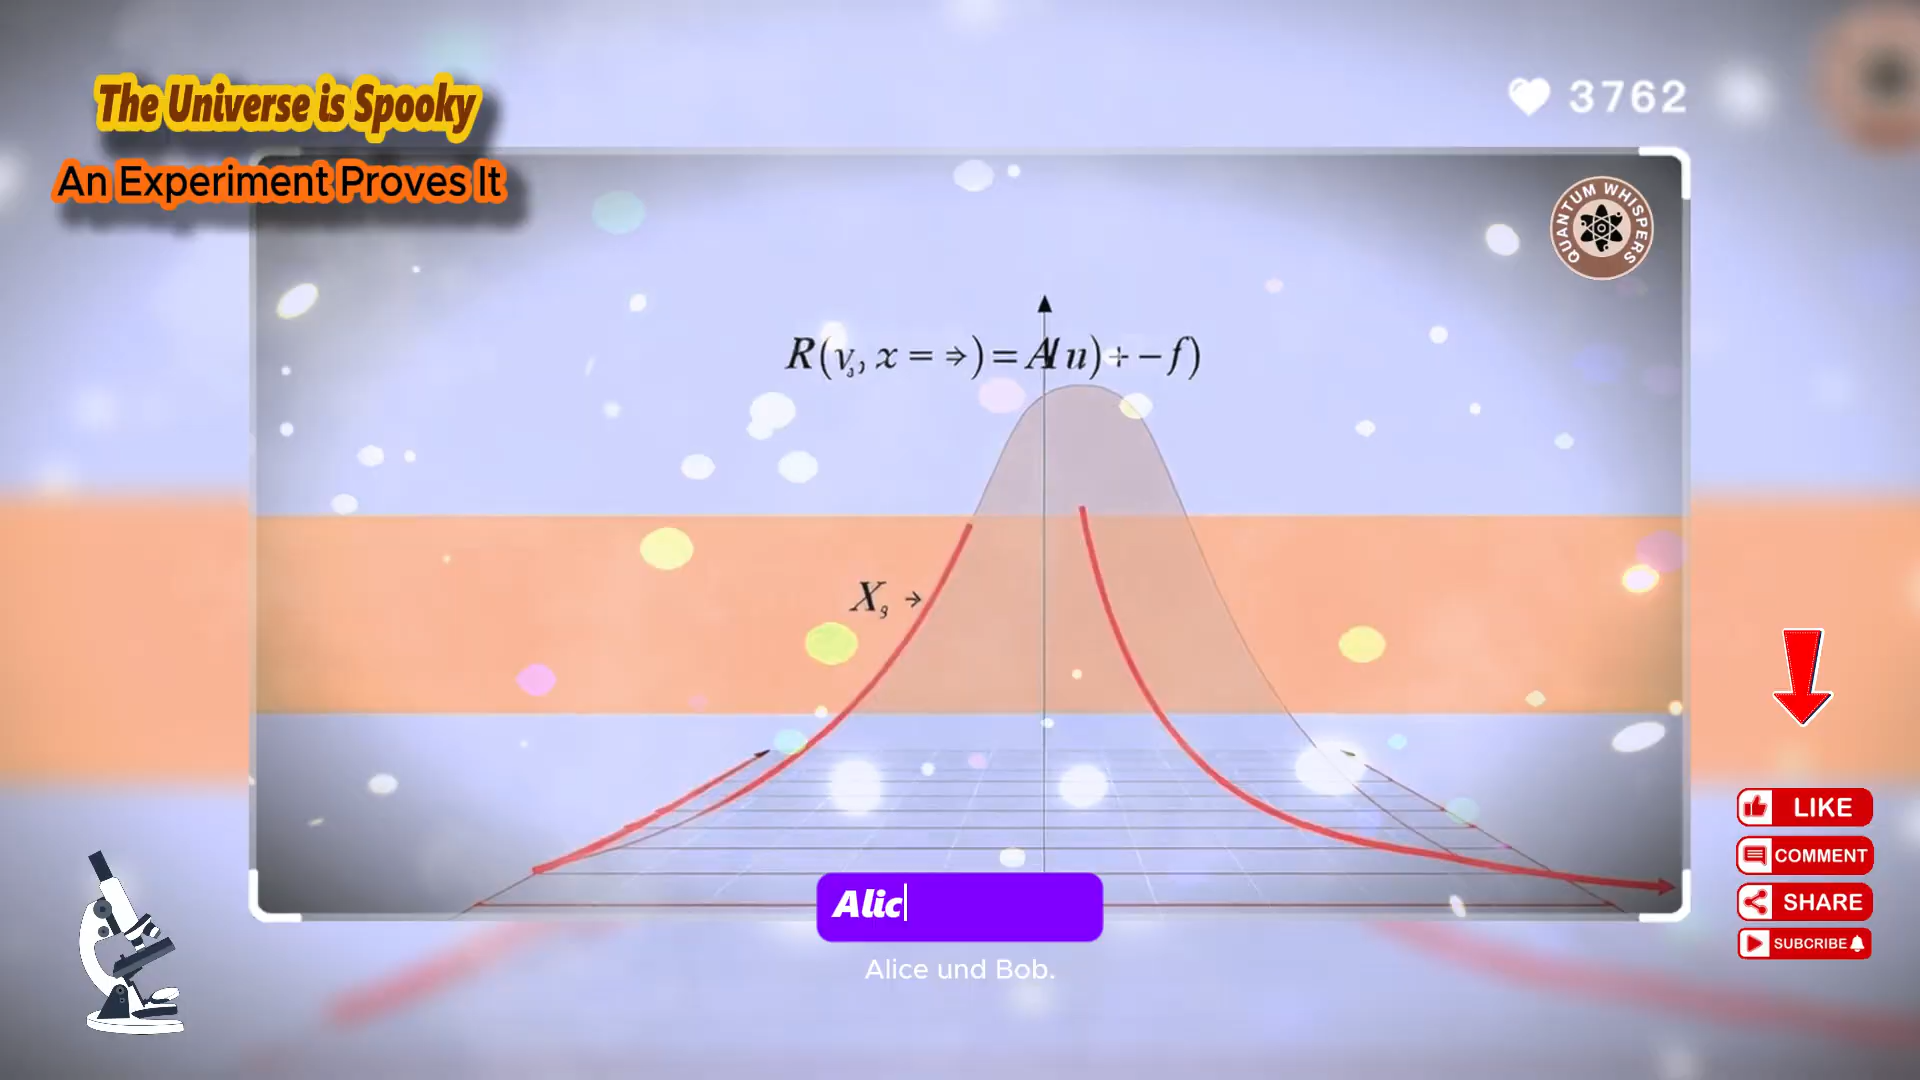 The Universe is Spooky
An Experiment Proves It
3762
QUANTUM WHISPERS
R(v, x = →) = A(u) + − f)
X₉ →
Alic
Alice und Bob.
LIKE
COMMENT
SHARE
SUBCRIBE